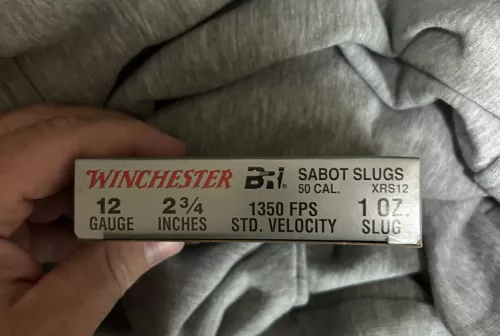 WINCHESTER BRI® SABOT SLUGS
50 CAL. XRS12
12 2 3/4 1350 FPS 1 OZ.
GAUGE INCHES STD. VELOCITY SLUG